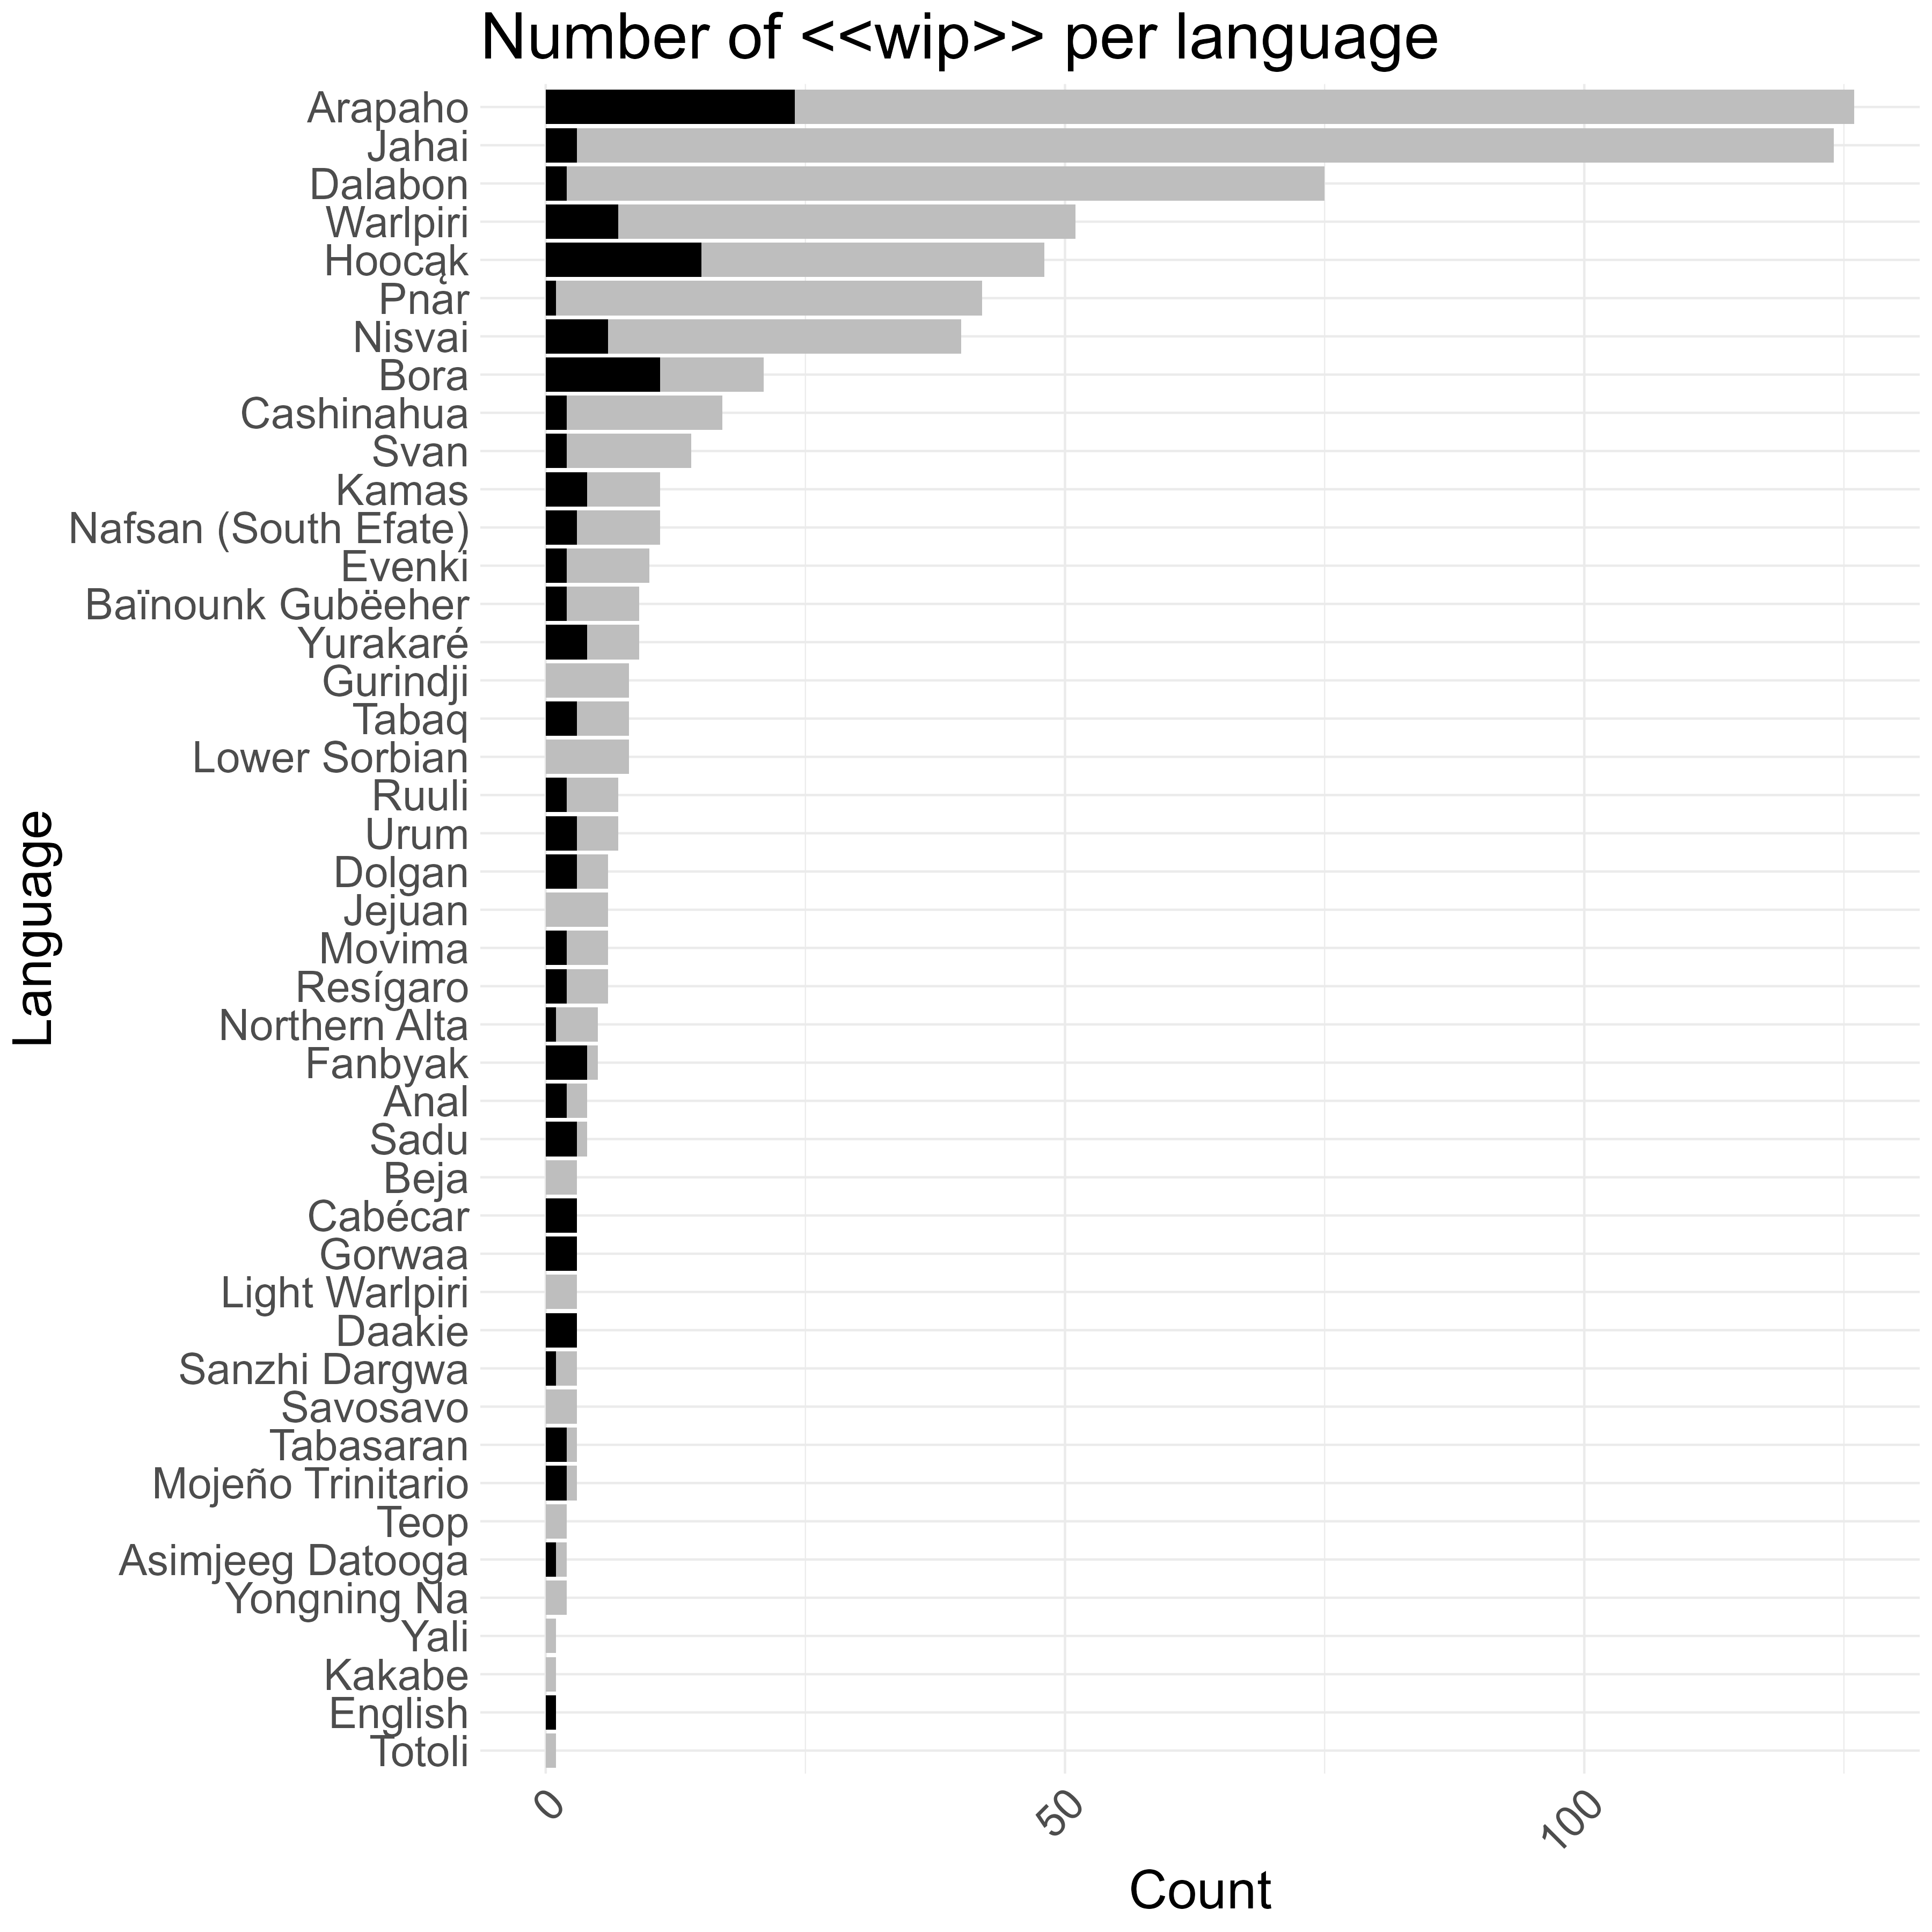 Number of <<wip>> per language
Arapaho
Jahai
Dalabon
Warlpiri
Hoocąk
Pnar
Nisvai
Bora
Cashinahua
Svan
Kamas
Nafsan (South Efate)
Evenki
Baïnounk Gubëeher
Yurakaré
Gurindji
Tabaq
Lower Sorbian
Ruuli
Urum
Dolgan
Jejuan
Movima
Resígaro
Northern Alta
Fanbyak
Anal
Sadu
Beja
Cabécar
Gorwaa
Light Warlpiri
Daakie
Sanzhi Dargwa
Savosavo
Tabasaran
Mojeño Trinitario
Teop
Asimjeeg Datooga
Yongning Na
Yali
Kakabe
English
Totoli
Language
0
50
100
Count